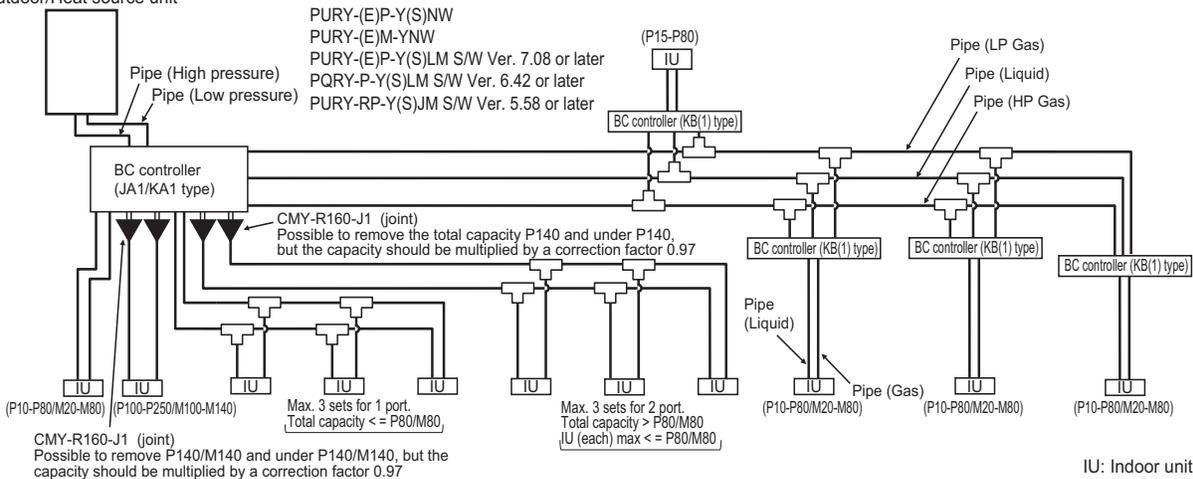 PURY-(E)P-Y(S)NW
PURY-(E)M-YNW
PURY-(E)P-Y(S)LM S/W Ver. 7.08 or later
PQRY-P-Y(S)LM S/W Ver. 6.42 or later
PURY-RP-Y(S)JM S/W Ver. 5.58 or later
Pipe (High pressure)
Pipe (Low pressure)
(P15-P80)
IU
BC controller (KB(1) type)
Pipe (LP Gas)
Pipe (Liquid)
Pipe (HP Gas)
BC controller
(JA1/KA1 type)
CMY-R160-J1 (joint)
Possible to remove the total capacity P140 and under P140,
but the capacity should be multiplied by a correction factor 0.97
BC controller (KB(1) type)
BC controller (KB(1) type)
BC controller (KB(1) type)
Pipe
(Liquid)
Pipe (Gas)
IU
IU
IU
IU
IU
IU
IU
IU
IU
IU
IU
(P10-P80/M20-M80)
(P100-P250/M100-M140)
Max. 3 sets for 1 port.
Total capacity < = P80/M80
Max. 3 sets for 2 port.
Total capacity > P80/M80
IU (each) max < = P80/M80
(P10-P80/M20-M80)
(P10-P80/M20-M80)
(P10-P80/M20-M80)
CMY-R160-J1 (joint)
Possible to remove P140/M140 and under P140/M140, but the
capacity should be multiplied by a correction factor 0.97
IU: Indoor unit